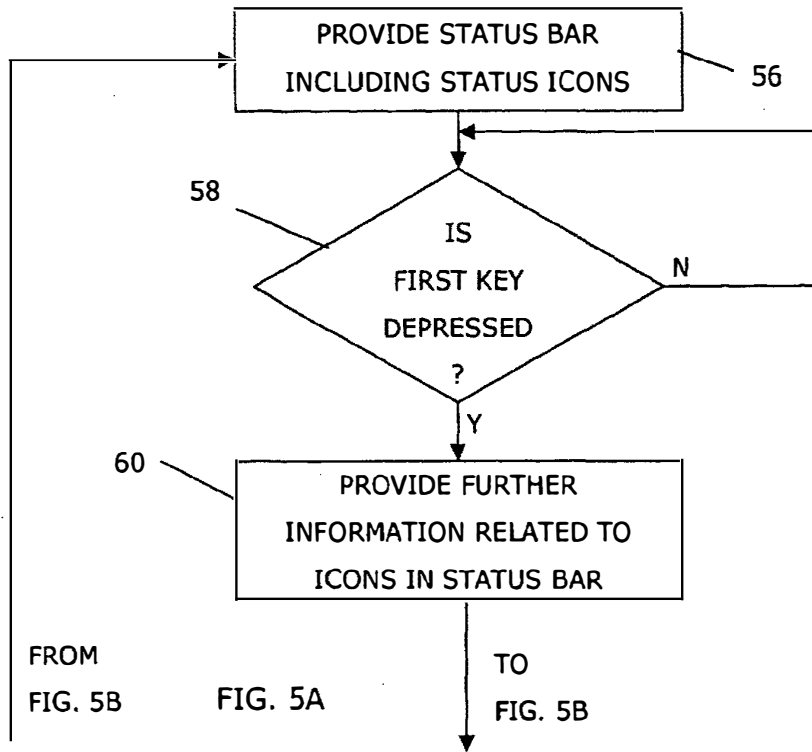 PROVIDE STATUS BAR
INCLUDING STATUS ICONS
56
58
IS
FIRST KEY
DEPRESSED
?
N
Y
60
PROVIDE FURTHER
INFORMATION RELATED TO
ICONS IN STATUS BAR
FROM
FIG. 5B
FIG. 5A
TO
FIG. 5B